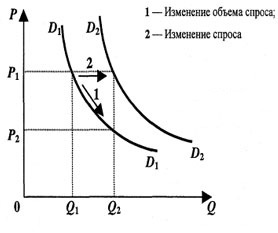 P D₁ D₂ 1 — Изменение объема спроса;
2 — Изменение спроса
P₁ 2
1
P₂
D₁ D₂
0 Q₁ Q₂ Q